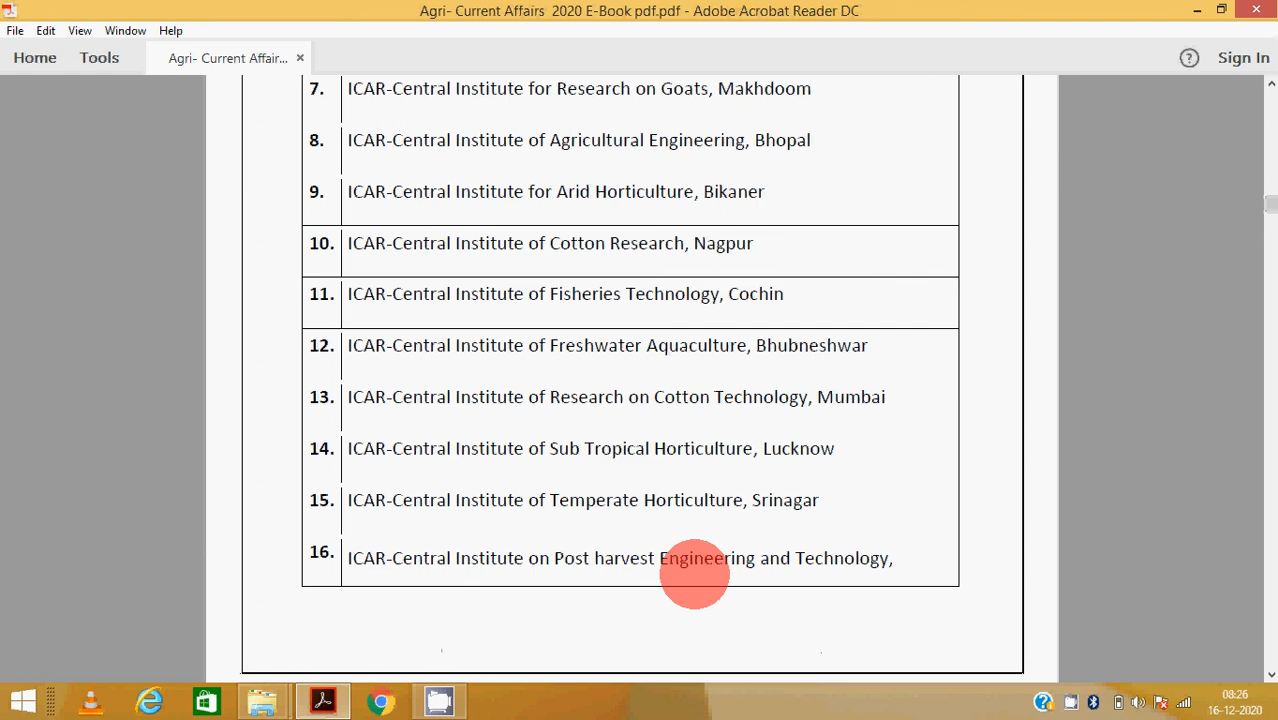 Agri- Current Affairs 2020 E-Book pdf.pdf - Adobe Acrobat Reader DC
File Edit View Window Help
Home Tools Agri- Current Affair... × ? Sign In
7. ICAR-Central Institute for Research on Goats, Makhdoom
8. ICAR-Central Institute of Agricultural Engineering, Bhopal
9. ICAR-Central Institute for Arid Horticulture, Bikaner
10. ICAR-Central Institute of Cotton Research, Nagpur
11. ICAR-Central Institute of Fisheries Technology, Cochin
12. ICAR-Central Institute of Freshwater Aquaculture, Bhubneshwar
13. ICAR-Central Institute of Research on Cotton Technology, Mumbai
14. ICAR-Central Institute of Sub Tropical Horticulture, Lucknow
15. ICAR-Central Institute of Temperate Horticulture, Srinagar
16. ICAR-Central Institute on Post harvest Engineering and Technology,
08:26
16-12-2020